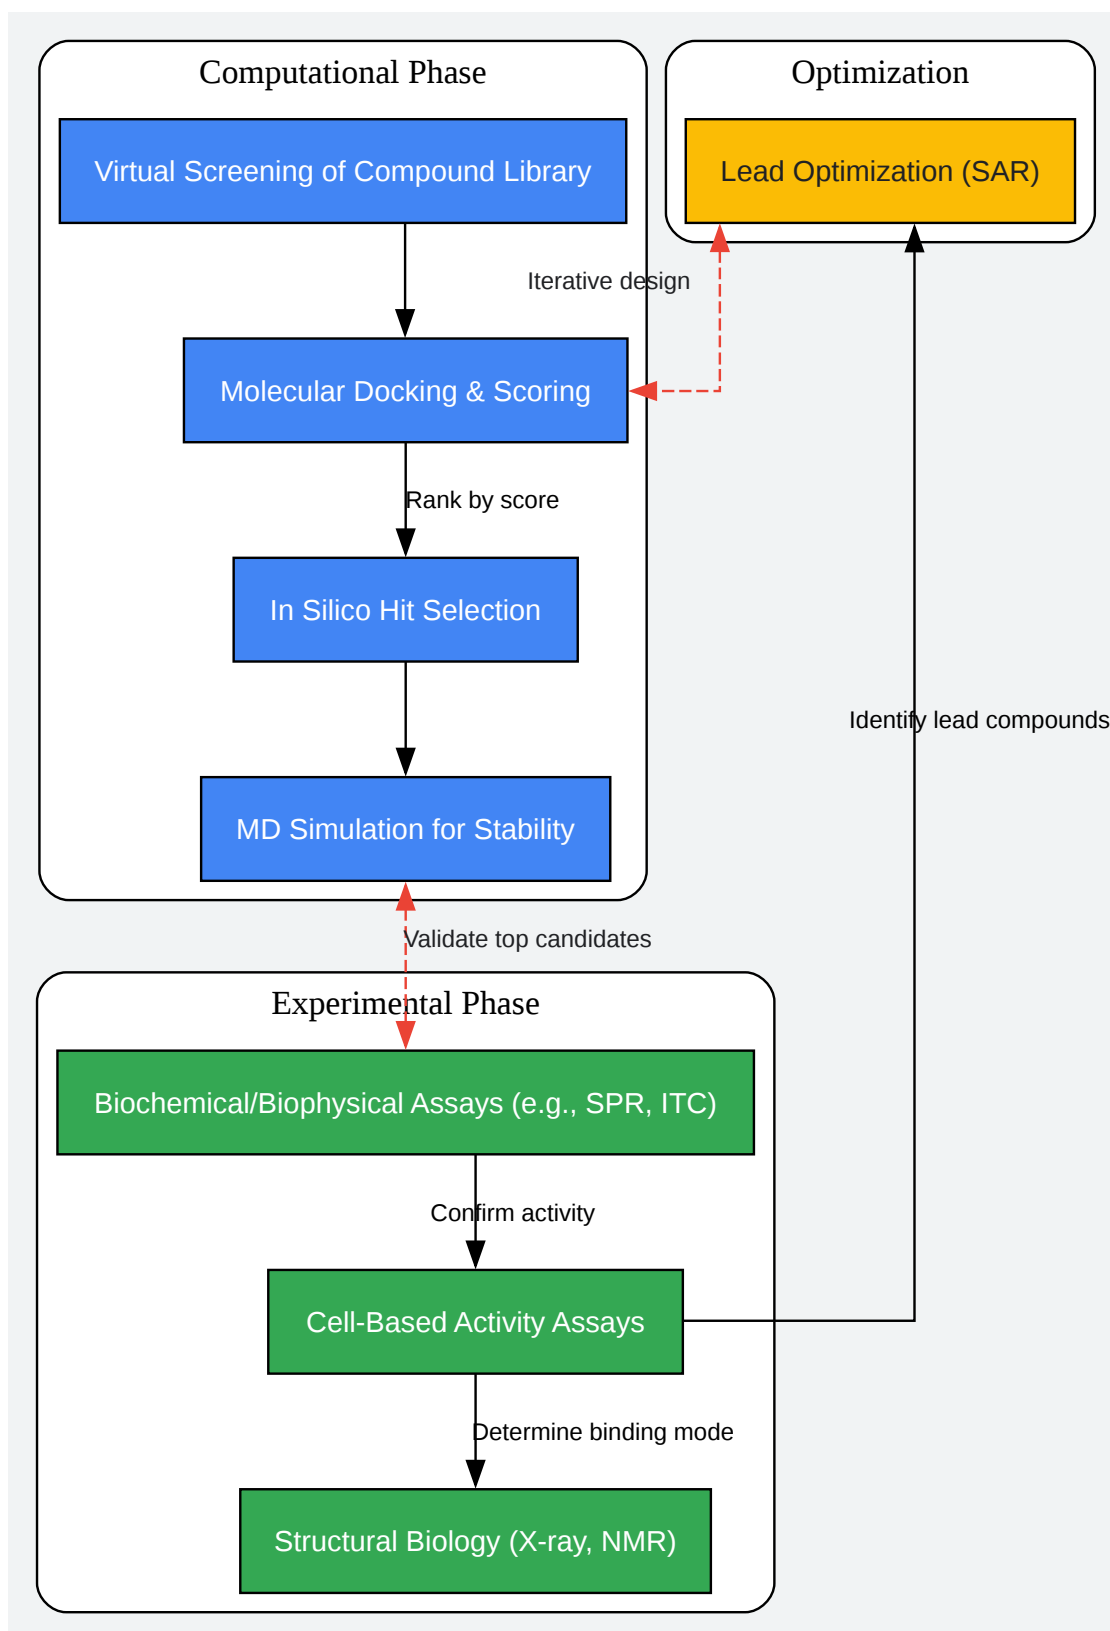 Computational Phase
Virtual Screening of Compound Library
Optimization
Lead Optimization (SAR)
Iterative design
Molecular Docking & Scoring
Rank by score
In Silico Hit Selection
Identify lead compounds
MD Simulation for Stability
Validate top candidates
Experimental Phase
Biochemical/Biophysical Assays (e.g., SPR, ITC)
Confirm activity
Cell-Based Activity Assays
Determine binding mode
Structural Biology (X-ray, NMR)